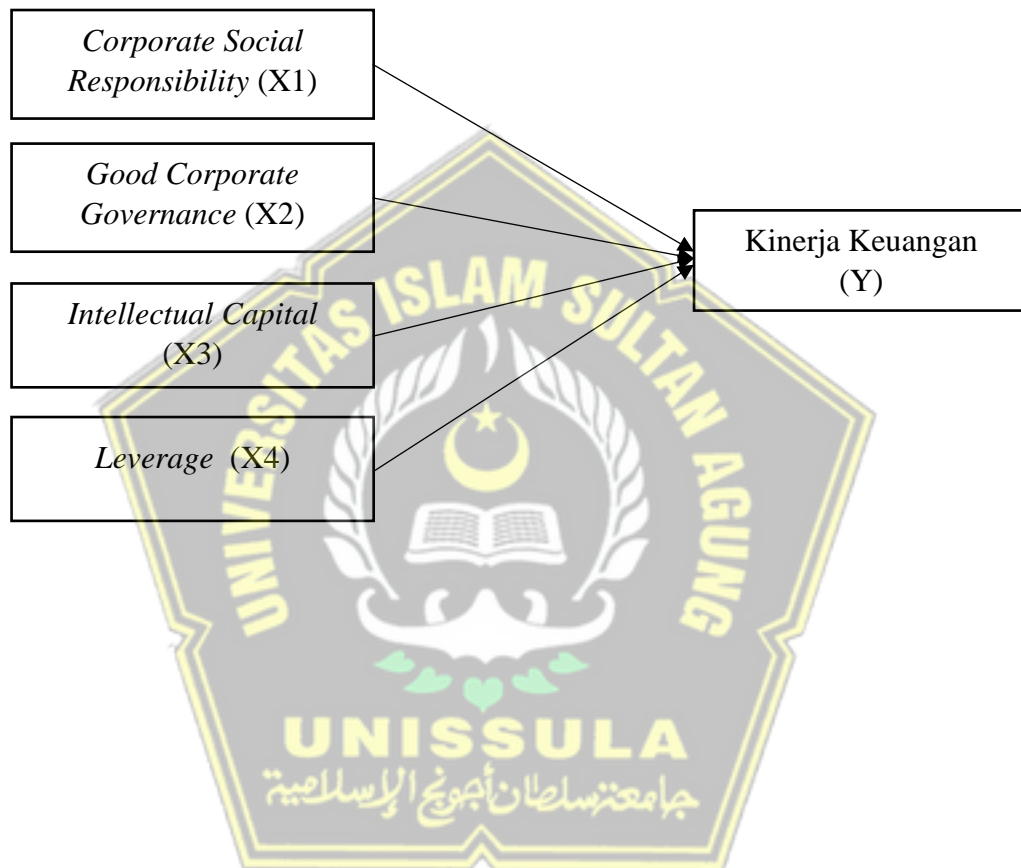 Corporate Social
Responsibility (X1)
Good Corporate
Governance (X2)
Intellectual Capital
(X3)
Leverage (X4)
Kinerja Keuangan
(Y)
UNIVERSITAS ISLAM SULTAN AGUNG
UNISSULA
جامعة سلطان أجونج الإسلامية